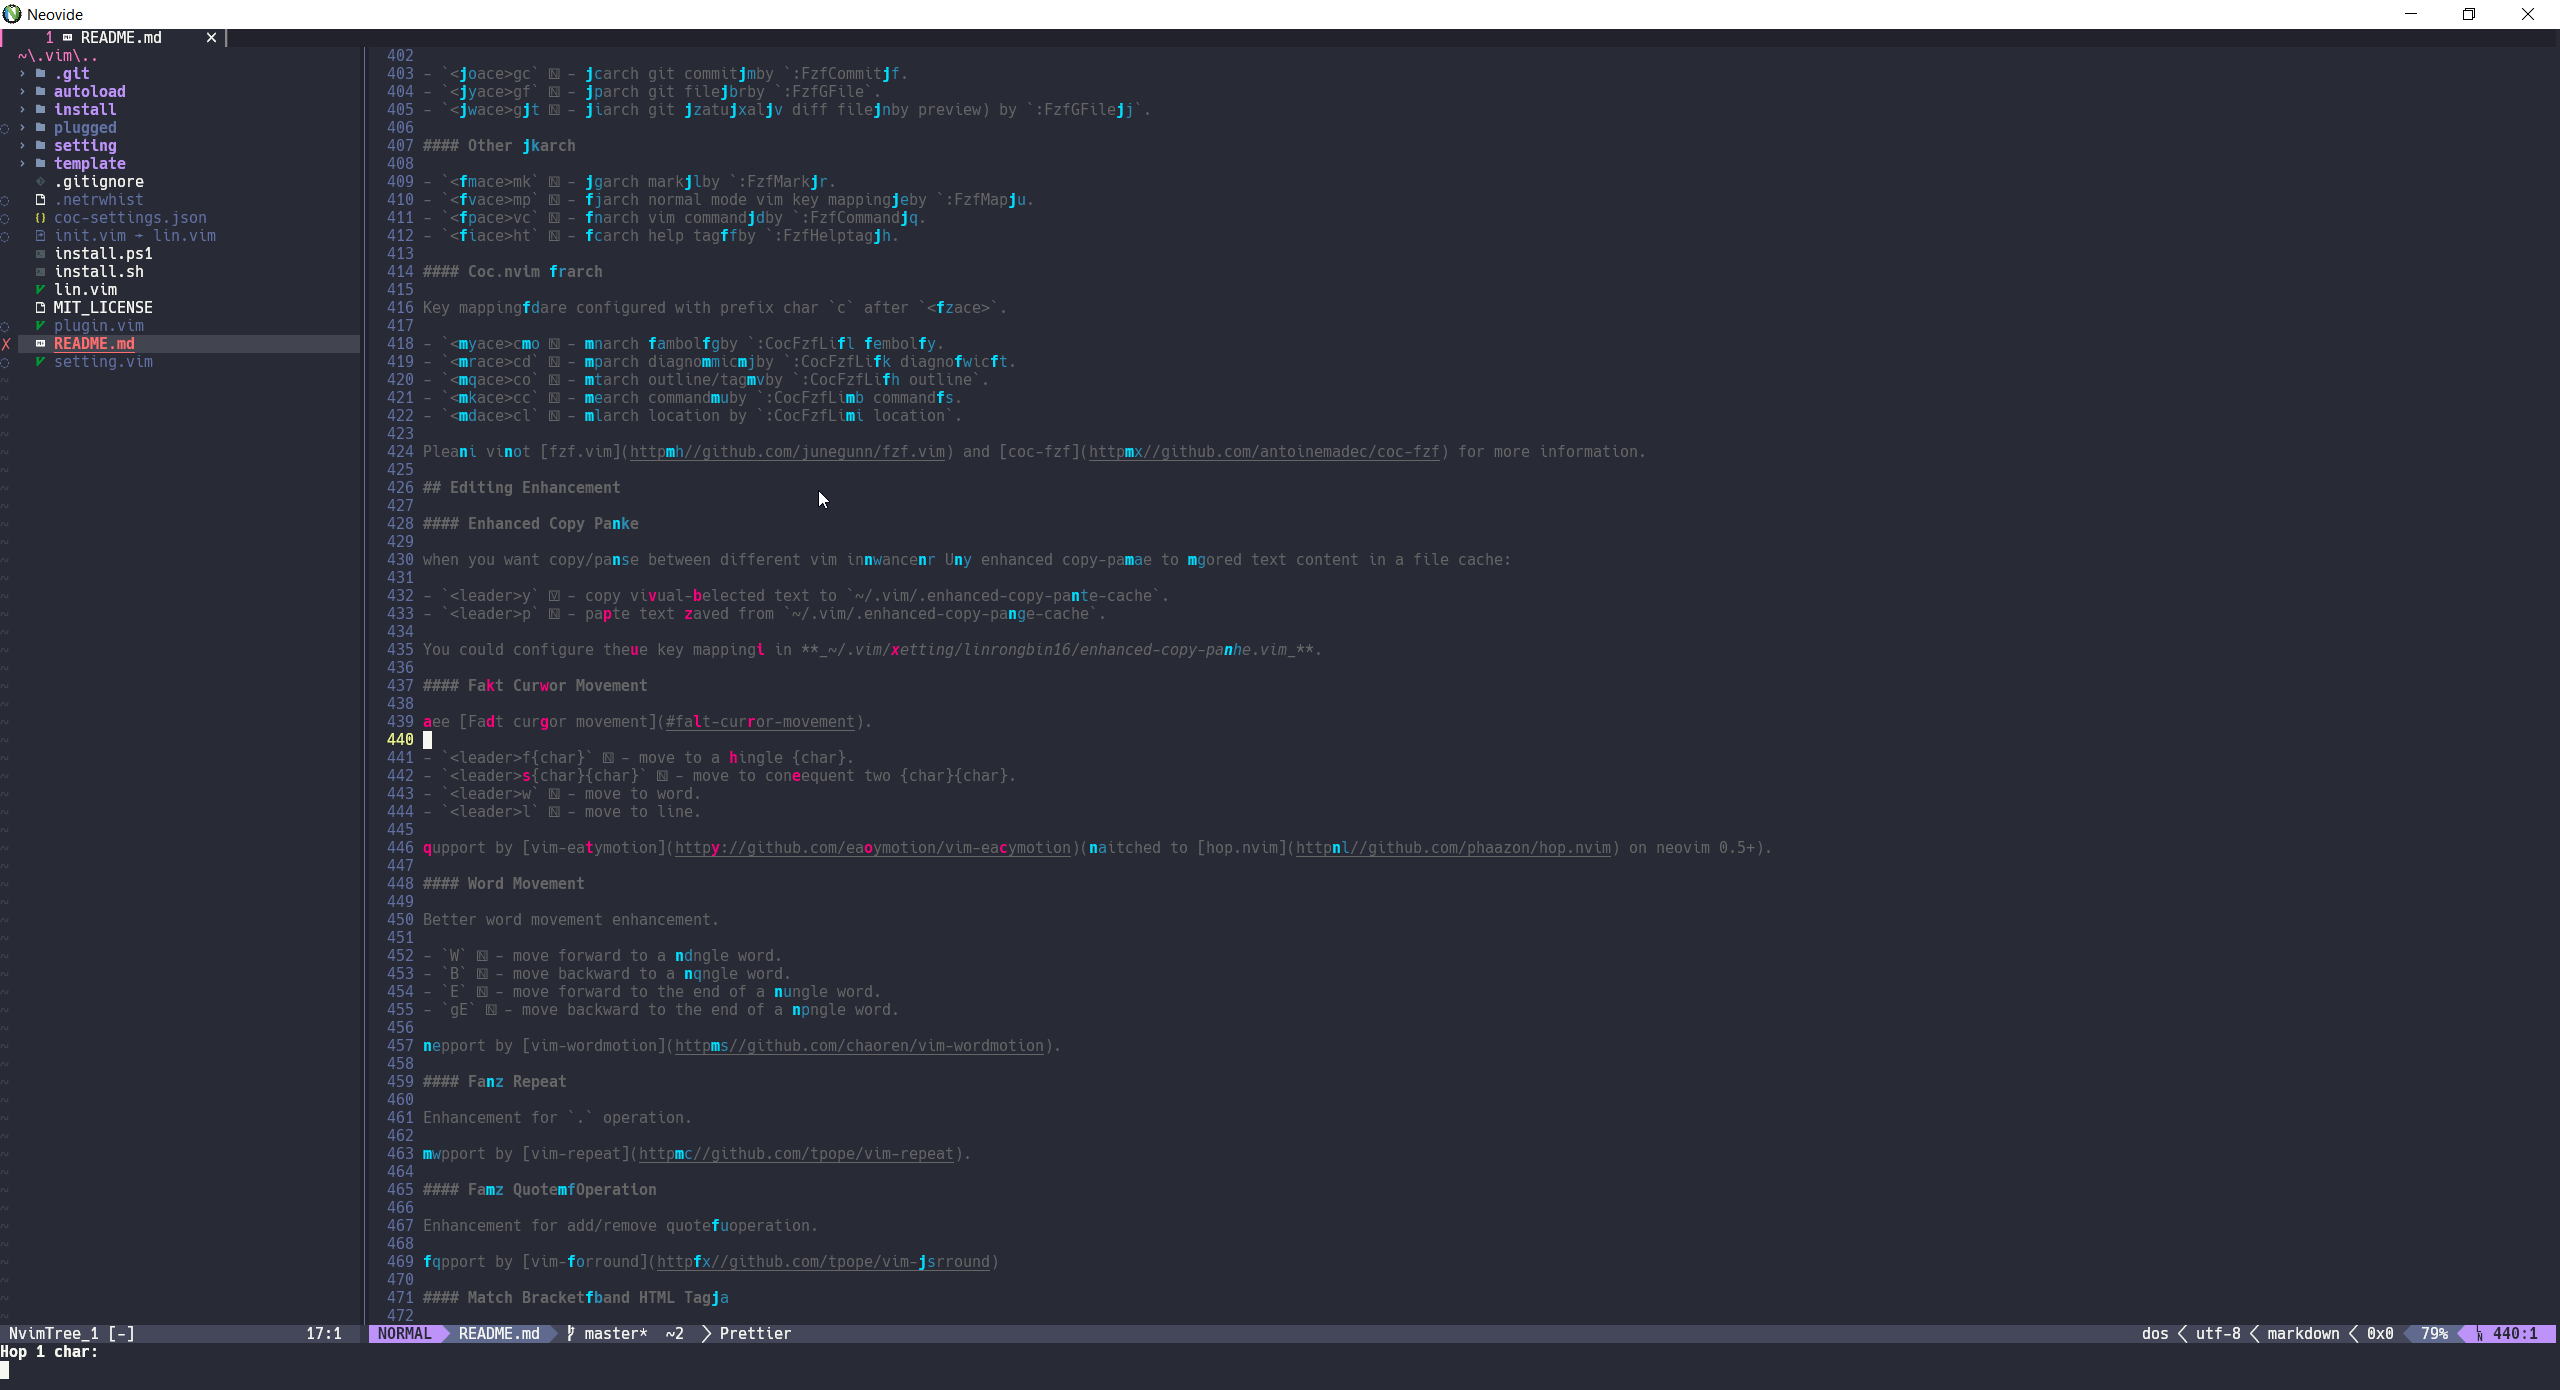 Neovide
1 README.md ×
~\.vim\..
.git
autoload
install
plugged
setting
template
.gitignore
.netrwhist
coc-settings.json
init.vim → lin.vim
install.ps1
install.sh
lin.vim
MIT_LICENSE
plugin.vim
✗ README.md
setting.vim
NvimTree_1 [-] 17:1
402
403 - `<joace>gc` 🄽 - jcarch git commitjmby `:FzfCommitjf.
404 - `<jyace>gf` 🄽 - jparch git filejbrby `:FzfGFile`.
405 - `<jwace>gjt 🄽 - jiarch git jzatujxaljv diff filejnby preview) by `:FzfGFilejj`.
406
407 #### Other jkarch
408
409 - `<fmace>mk` 🄽 - jgarch markjlby `:FzfMarkjr.
410 - `<fvace>mp` 🄽 - fjarch normal mode vim key mappingjeby `:FzfMapju.
411 - `<fpace>vc` 🄽 - fnarch vim commandjdby `:FzfCommandjq.
412 - `<fiace>ht` 🄽 - fcarch help tagffby `:FzfHelptagjh.
413
414 #### Coc.nvim frarch
415
416 Key mappingfdare configured with prefix char `c` after `<fzace>`.
417
418 - `<myace>cmo 🄽 - mnarch fambolfgby `:CocFzfLifl fembolfy.
419 - `<mrace>cd` 🄽 - mparch diagnommicmjby `:CocFzfLifk diagnofwicft.
420 - `<mqace>co` 🄽 - mtarch outline/tagmvby `:CocFzfLifh outline`.
421 - `<mkace>cc` 🄽 - mearch commandmuby `:CocFzfLimb commandfs.
422 - `<mdace>cl` 🄽 - mlarch location by `:CocFzfLimi location`.
423
424 Pleani vinot [fzf.vim](httpmh//github.com/junegunn/fzf.vim) and [coc-fzf](httpmx//github.com/antoinemadec/coc-fzf) for more information.
425
426 ## Editing Enhancement
427
428 #### Enhanced Copy Panke
429
430 when you want copy/panse between different vim innwancenr Uny enhanced copy-pamae to mgored text content in a file cache:
431
432 - `<leader>y` 🅅 - copy vivual-belected text to `~/.vim/.enhanced-copy-pante-cache`.
433 - `<leader>p` 🄽 - papte text zaved from `~/.vim/.enhanced-copy-pange-cache`.
434
435 You could configure theue key mappingi in **_~/.vim/xetting/linrongbin16/enhanced-copy-panhe.vim_**.
436
437 #### Fakt Curwor Movement
438
439 aee [Fadt curgor movement](#falt-curror-movement).
440
441 - `<leader>f{char}` 🄽 - move to a hingle {char}.
442 - `<leader>s{char}{char}` 🄽 - move to coneequent two {char}{char}.
443 - `<leader>w` 🄽 - move to word.
444 - `<leader>l` 🄽 - move to line.
445
446 qupport by [vim-eatymotion](httpy://github.com/eaoymotion/vim-eacymotion)(naitched to [hop.nvim](httpnl//github.com/phaazon/hop.nvim) on neovim 0.5+).
447
448 #### Word Movement
449
450 Better word movement enhancement.
451
452 - `W` 🄽 - move forward to a ndngle word.
453 - `B` 🄽 - move backward to a nqngle word.
454 - `E` 🄽 - move forward to the end of a nungle word.
455 - `gE` 🄽 - move backward to the end of a npngle word.
456
457 nepport by [vim-wordmotion](httpms//github.com/chaoren/vim-wordmotion).
458
459 #### Fanz Repeat
460
461 Enhancement for `.` operation.
462
463 mwpport by [vim-repeat](httpmc//github.com/tpope/vim-repeat).
464
465 #### Famz QuotemfOperation
466
467 Enhancement for add/remove quotefuoperation.
468
469 fqpport by [vim-forround](httpfx//github.com/tpope/vim-jsrround)
470
471 #### Match Bracketfband HTML Tagja
472
NORMAL README.md master* ~2 Prettier dos utf-8 markdown 0x0 79% 440:1
Hop 1 char: